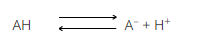 AH ⇌ A⁻ + H⁺